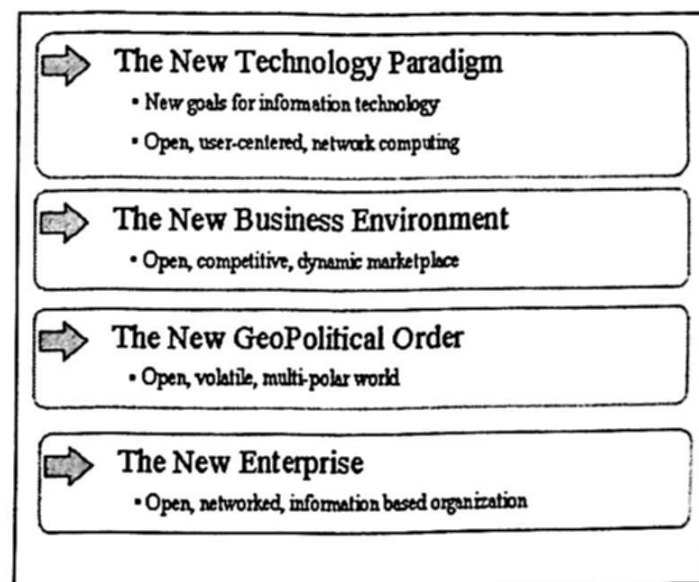 The New Technology Paradigm
▪ New goals for information technology
▪ Open, user-centered, network computing
The New Business Environment
▪ Open, competitive, dynamic marketplace
The New GeoPolitical Order
▪ Open, volatile, multi-polar world
The New Enterprise
▪ Open, networked, information based organization